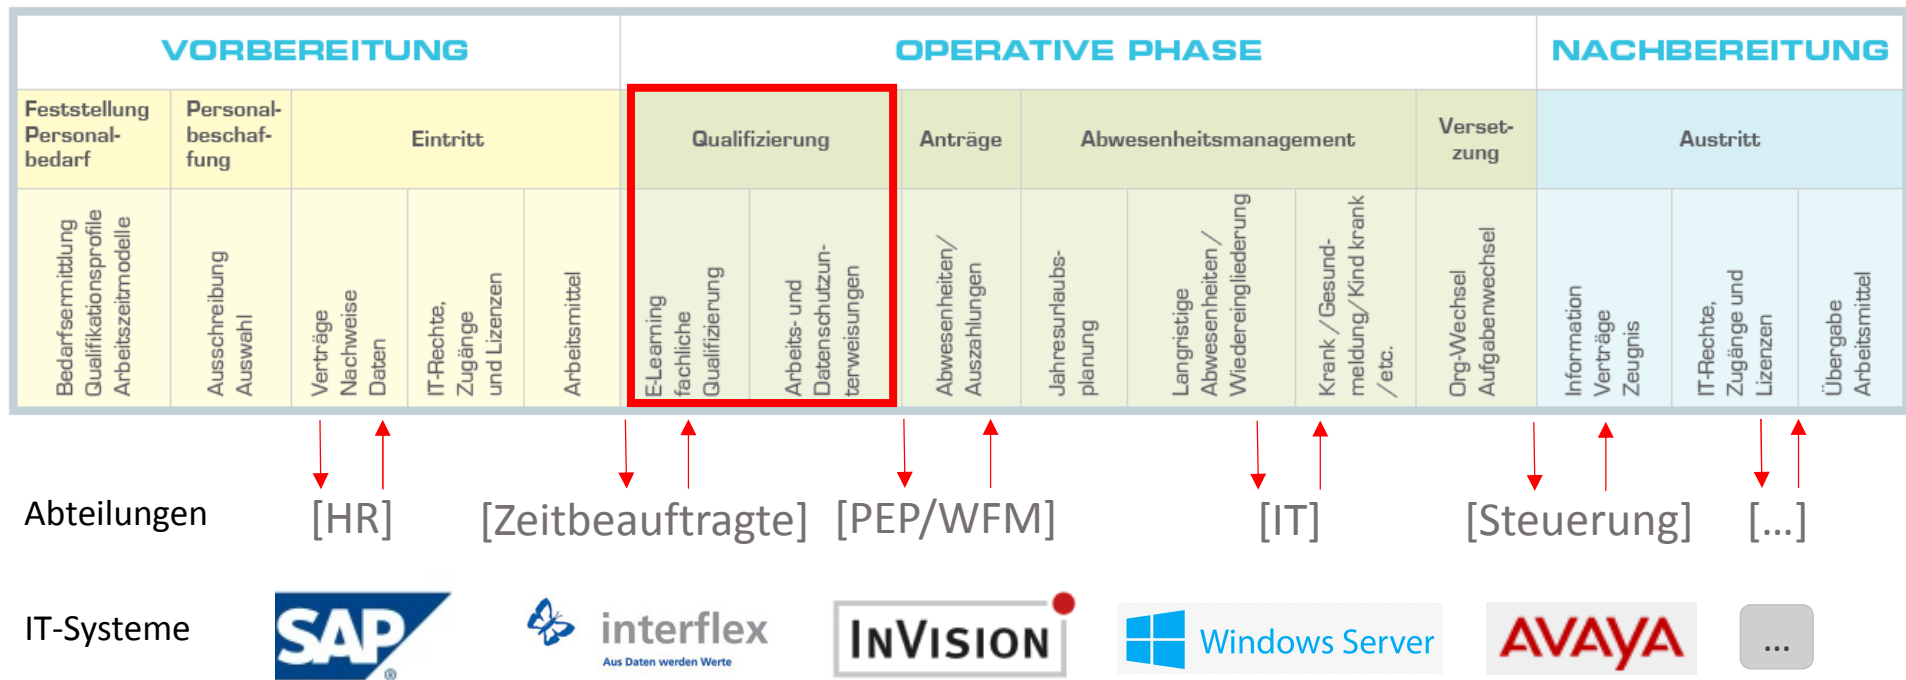 VORBEREITUNG
OPERATIVE PHASE
NACHBEREITUNG
Feststellung
Personal-
bedarf
Personal-
beschaf-
fung
Eintritt
Qualifizierung
Anträge
Abwesenheitsmanagement
Verset-
zung
Austritt
Bedarfsermittlung
Qualifikationsprofile
Arbeitszeitmodelle
Ausschreibung
Auswahl
Verträge
Nachweise
Daten
IT-Rechte,
Zugänge
und Lizenzen
Arbeitsmittel
E-Learning
fachliche
Qualifizierung
Arbeits- und
Datenschutzun-
terweisungen
Abwesenheiten/
Auszahlungen
Jahresurlaubs-
planung
Langristige
Abwesenheiten/
Wiedereingliederung
Krank/Gesund-
meldung/Kind krank
/etc.
Org-Wechsel
Aufgabenwechsel
Information
Verträge
Zeugnis
IT-Rechte,
Zugänge und
Lizenzen
Übergabe
Arbeitsmittel
Abteilungen
[HR]
[Zeitbeauftragte]
[PEP/WFM]
[IT]
[Steuerung]
[...]
IT-Systeme
SAP®
interflex
Aus Daten werden Werte
INVISION
Windows Server
AVAYA
...